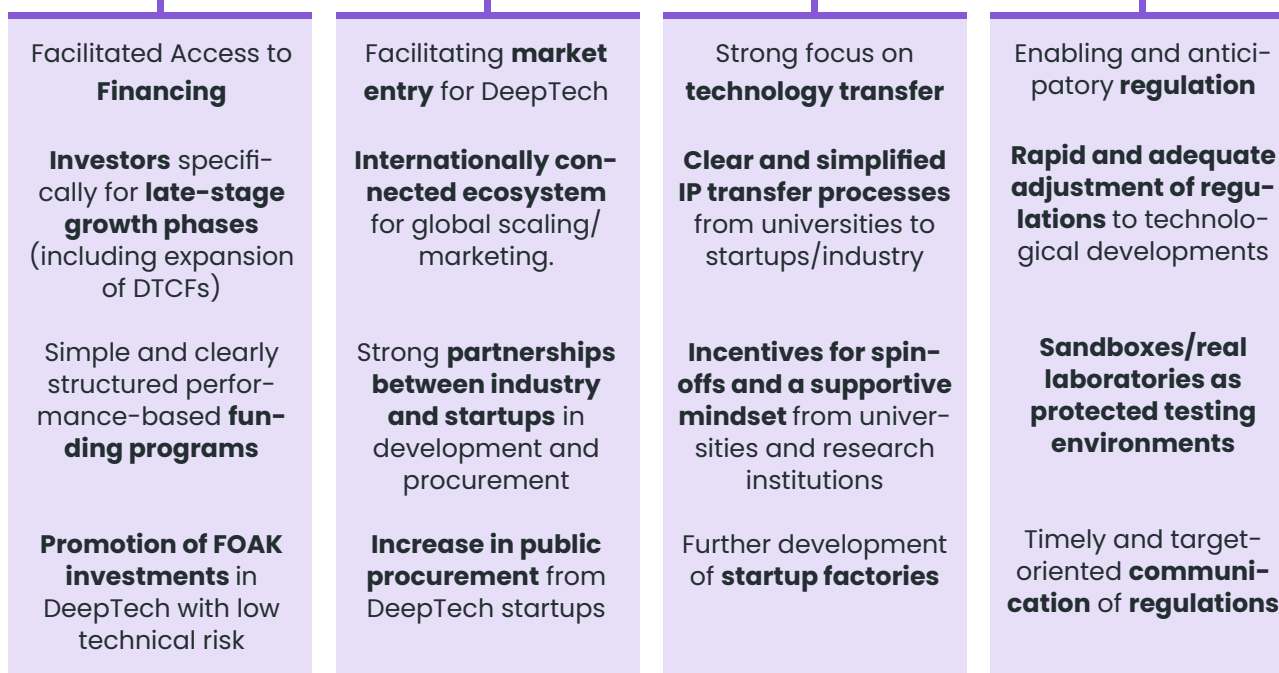 Facilitated Access to
Financing
Investors specifi-
cally for late-stage
growth phases
(including expansion
of DTCFs)
Simple and clearly
structured perfor-
mance-based fun-
ding programs
Promotion of FOAK
investments in
DeepTech with low
technical risk
Facilitating market
entry for DeepTech
Internationally con-
nected ecosystem
for global scaling/
marketing.
Strong partnerships
between industry
and startups in
development and
procurement
Increase in public
procurement from
DeepTech startups
Strong focus on
technology transfer
Clear and simplified
IP transfer processes
from universities to
startups/industry
Incentives for spin-
offs and a supportive
mindset from univer-
sities and research
institutions
Further development
of startup factories
Enabling and antici-
patory regulation
Rapid and adequate
adjustment of regu-
lations to technolo-
gical developments
Sandboxes/real
laboratories as
protected testing
environments
Timely and target-
oriented communi-
cation of regulations